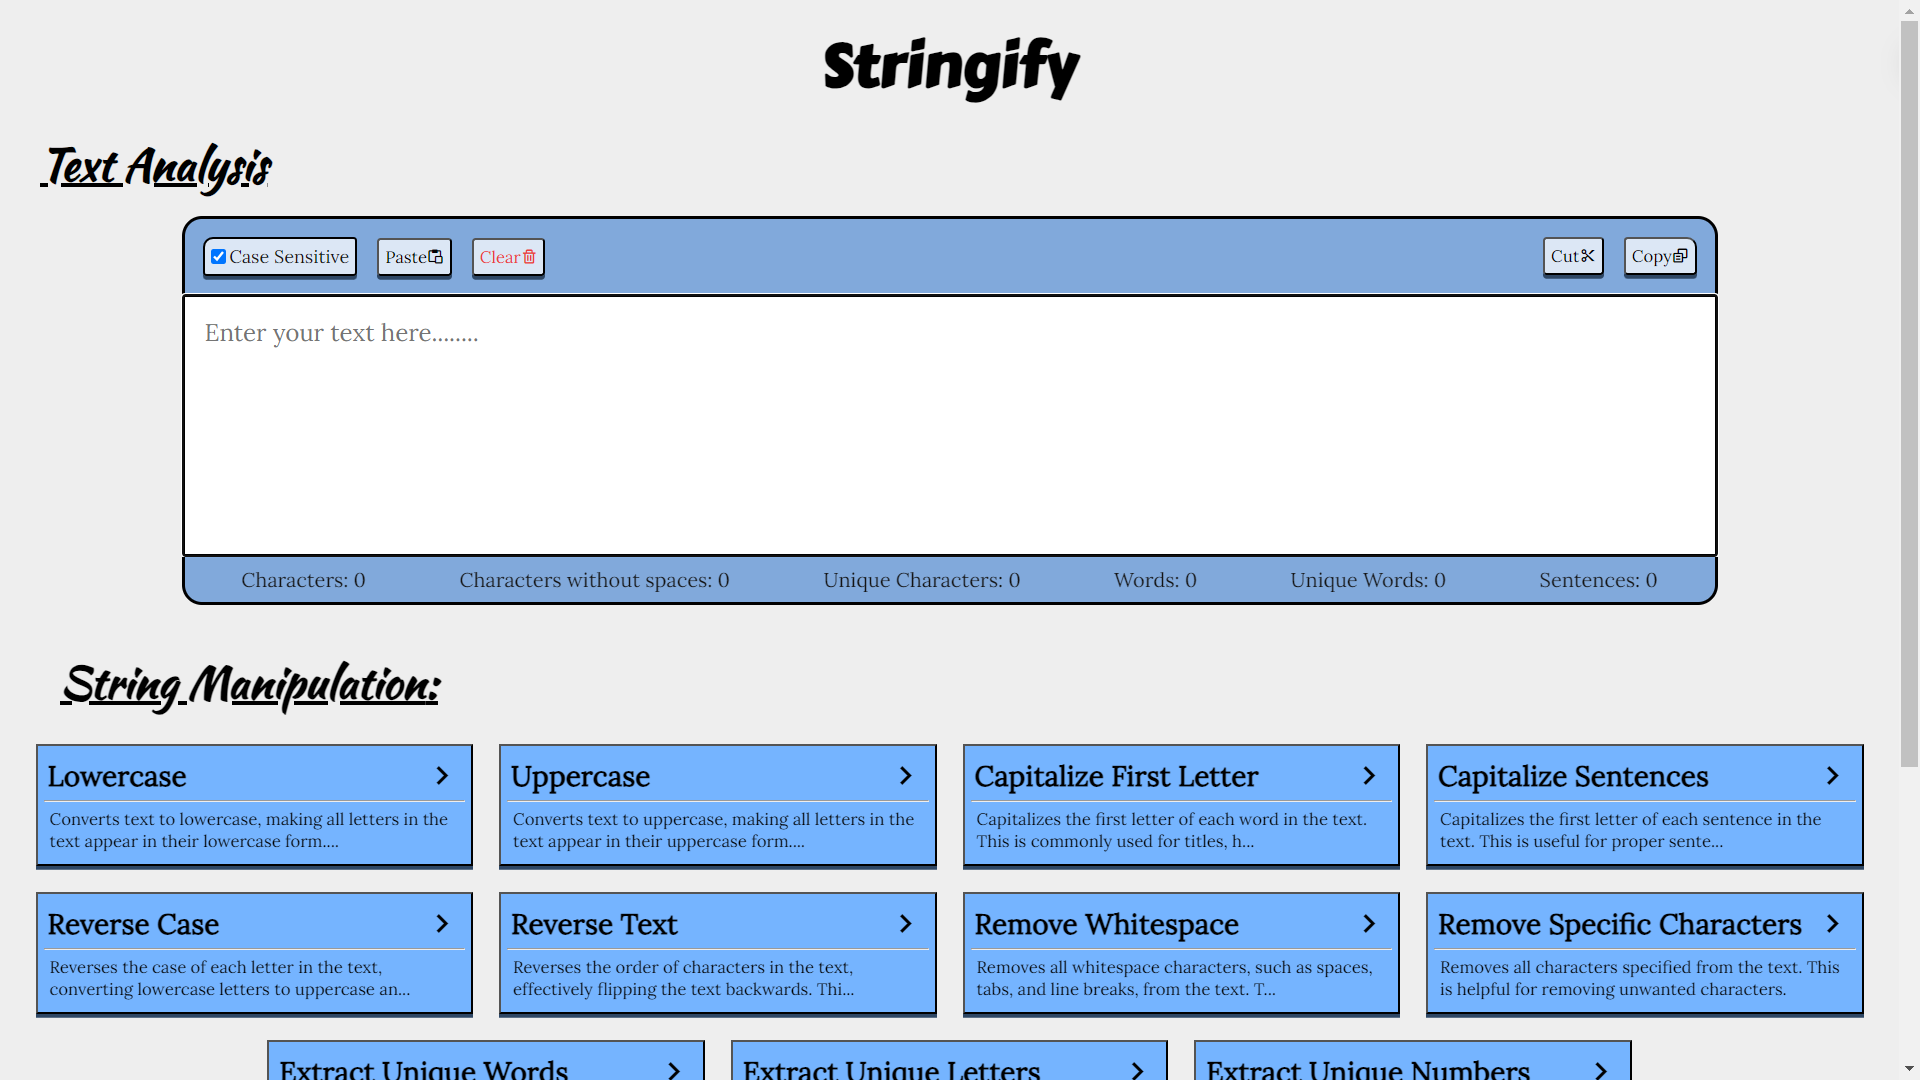 Stringify
Text Analysis
Case Sensitive
Paste
Clear
Cut
Copy
Enter your text here........
Characters: 0
Characters without spaces: 0
Unique Characters: 0
Words: 0
Unique Words: 0
Sentences: 0
String Manipulation:
Lowercase
Converts text to lowercase, making all letters in the
text appear in their lowercase form....
Uppercase
Converts text to uppercase, making all letters in the
text appear in their uppercase form....
Capitalize First Letter
Capitalizes the first letter of each word in the text.
This is commonly used for titles, h...
Capitalize Sentences
Capitalizes the first letter of each sentence in the
text. This is useful for proper sente...
Reverse Case
Reverses the case of each letter in the text,
converting lowercase letters to uppercase an...
Reverse Text
Reverses the order of characters in the text,
effectively flipping the text backwards. Thi...
Remove Whitespace
Removes all whitespace characters, such as spaces,
tabs, and line breaks, from the text. T...
Remove Specific Characters
Removes all characters specified from the text. This
is helpful for removing unwanted characters.
Extract Unique Words
Extract Unique Letters
Extract Unique Numbers